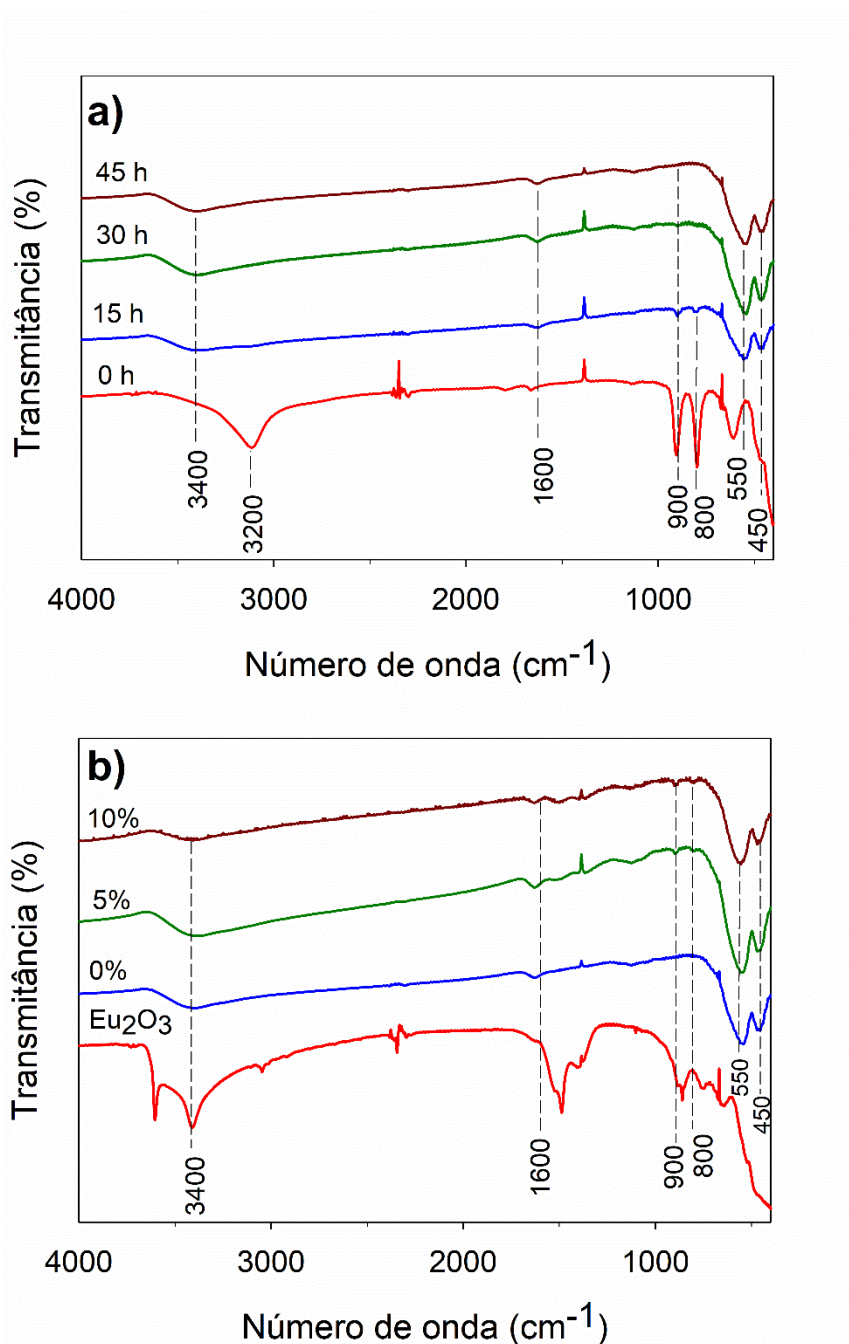 a)
45 h
30 h
15 h
0 h
Transmitância (%)
3400
3200
1600
900
800
550
450
4000
3000
2000
1000
Número de onda (cm-1)
b)
10%
5%
0%
Eu2O3
Transmitância (%)
3400
1600
900
800
550
450
4000
3000
2000
1000
Número de onda (cm-1)